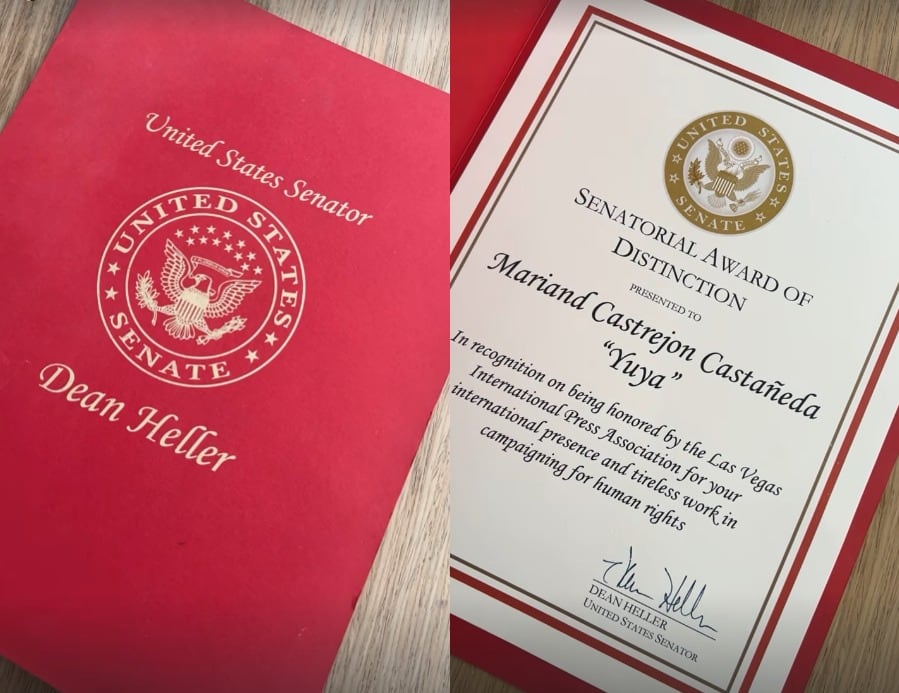 United States Senator
UNITED STATES
SENATE
Dean Heller
UNITED STATES
SENATE
SENATORIAL AWARD OF
DISTINCTION
PRESENTED TO
Mariand Castrejon Castañeda
“Yuya”
In recognition on being honored by the Las Vegas
International Press Association for your
international presence and tireless work in
campaigning for human rights
Dean Heller
DEAN HELLER
UNITED STATES SENATOR